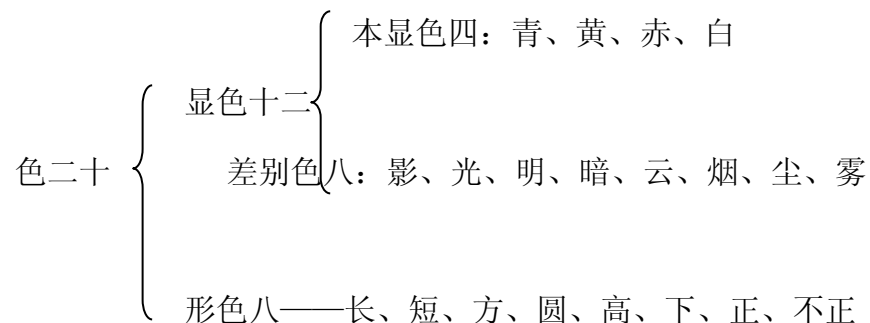 本显色四：青、黄、赤、白
显色十二
色二十
差别色八：影、光、明、暗、云、烟、尘、雾
形色八——长、短、方、圆、高、下、正、不正